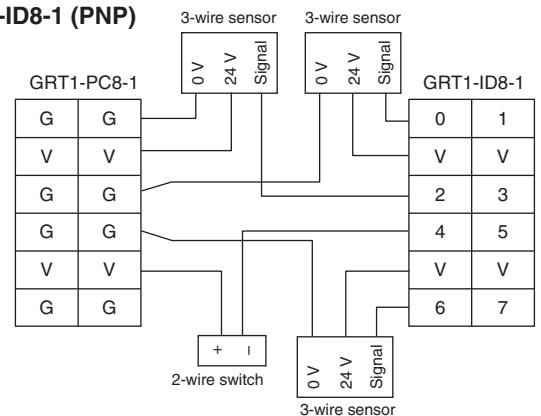 -ID8-1 (PNP)
3-wire sensor
3-wire sensor
0 V
24 V
Signal
0 V
24 V
Signal
GRT1-PC8-1
GRT1-ID8-1
G G
0 1
V V
V V
G G
2 3
G G
4 5
V V
V V
G G
6 7
+ –
2-wire switch
0 V
24 V
Signal
3-wire sensor